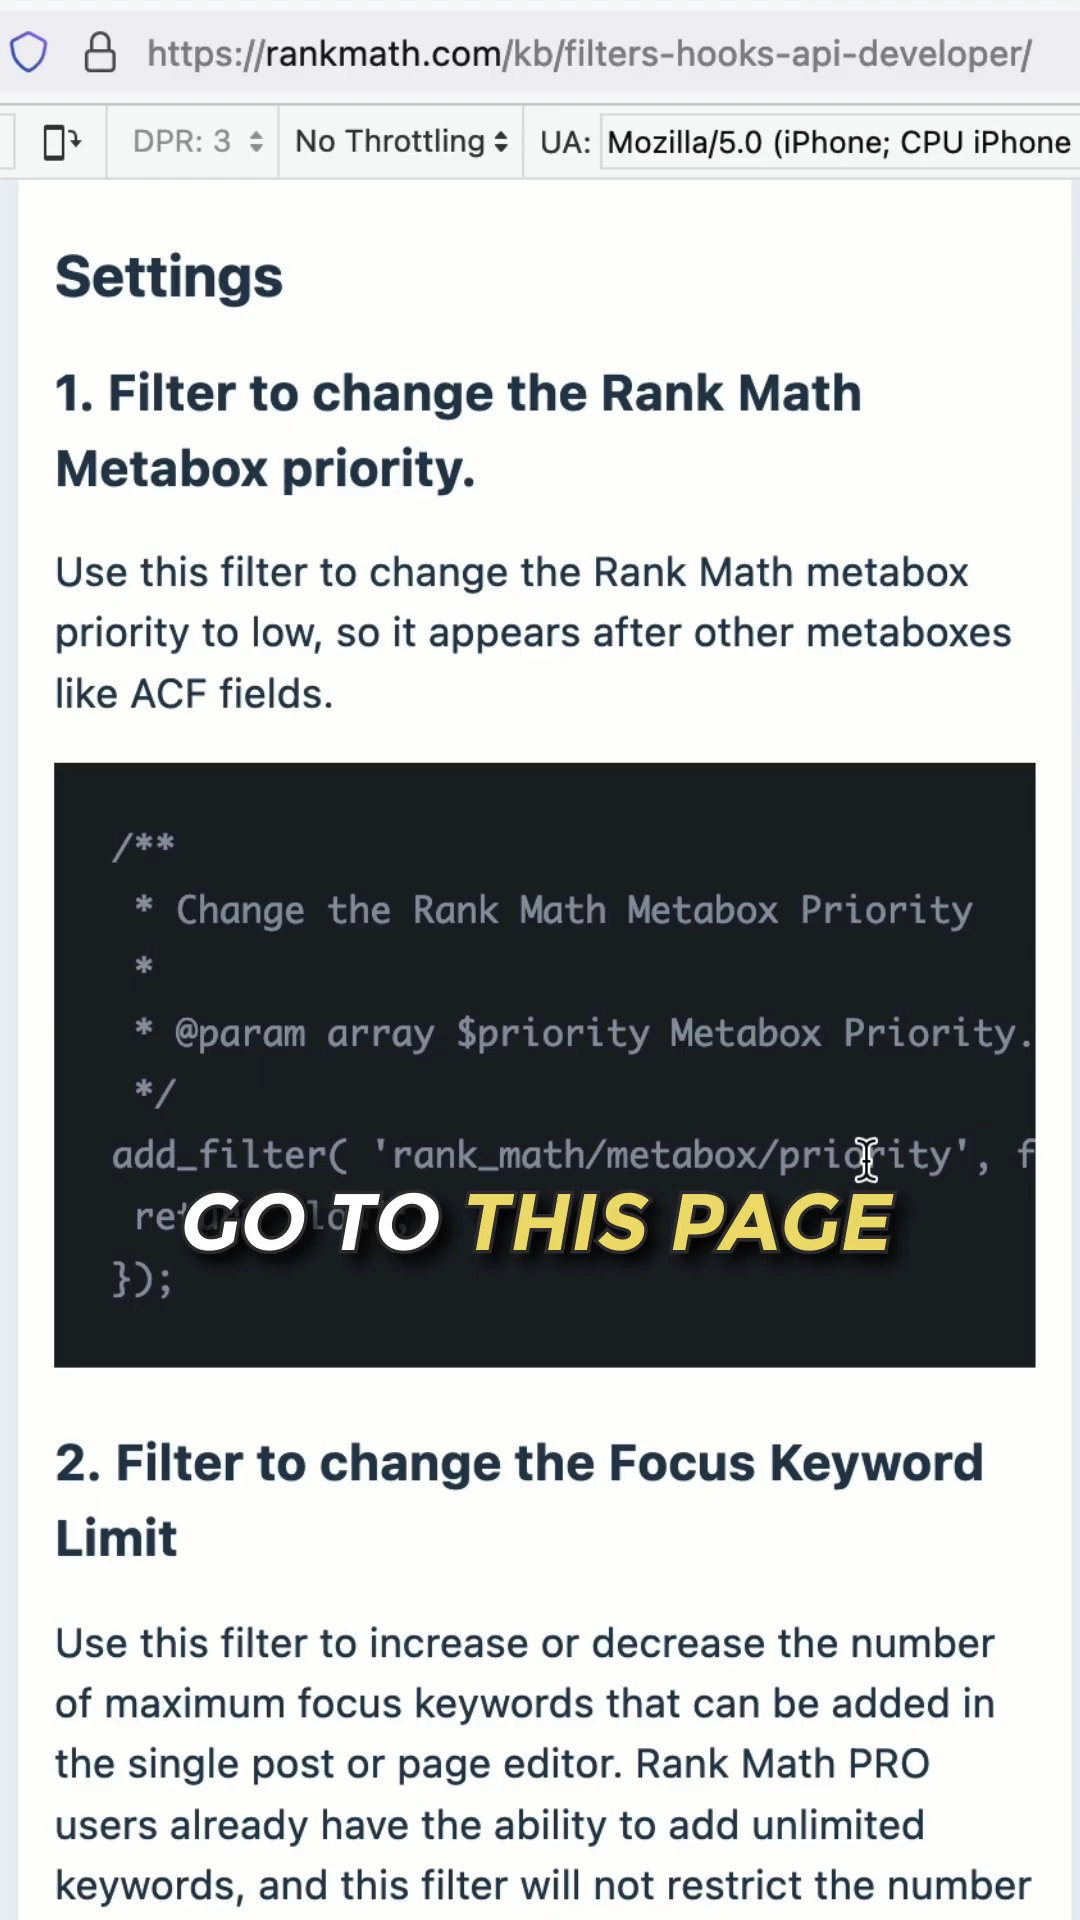 https://rankmath.com/kb/filters-hooks-api-developer/
DPR: 3 No Throttling UA: Mozilla/5.0 (iPhone; CPU iPhone
Settings
1. Filter to change the Rank Math
Metabox priority.
Use this filter to change the Rank Math metabox
priority to low, so it appears after other metaboxes
like ACF fields.
/**
* Change the Rank Math Metabox Priority
*
* @param array $priority Metabox Priority.
*/
add_filter( 'rank_math/metabox/priority', f
GO TO THIS PAGE
});
2. Filter to change the Focus Keyword
Limit
Use this filter to increase or decrease the number
of maximum focus keywords that can be added in
the single post or page editor. Rank Math PRO
users already have the ability to add unlimited
keywords, and this filter will not restrict the number